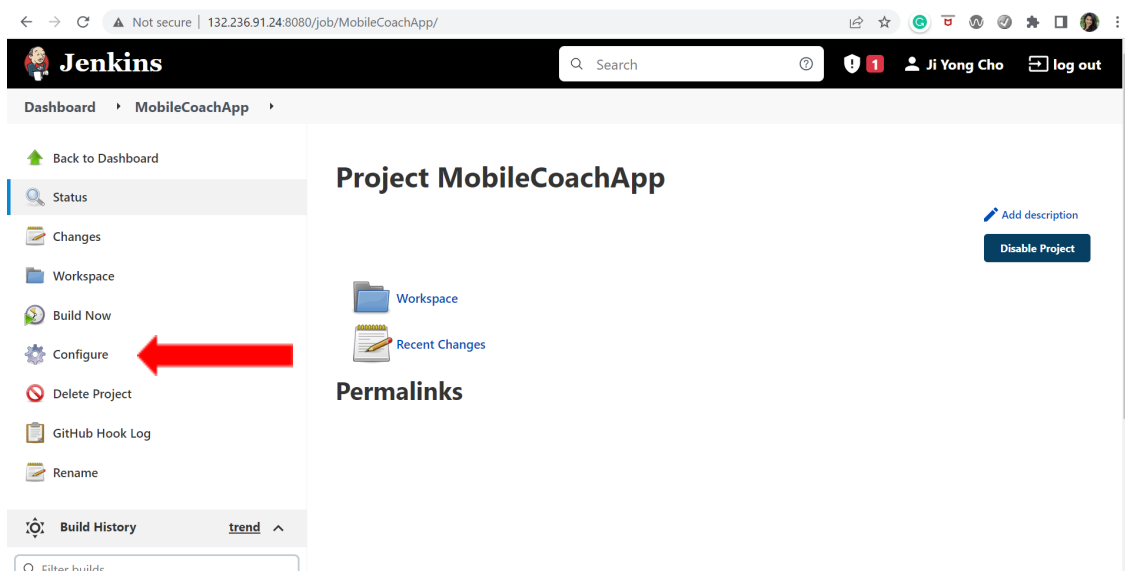 Not secure | 132.236.91.24:8080/job/MobileCoachApp/
Jenkins
Search
1
Ji Yong Cho
log out
Dashboard
MobileCoachApp
Back to Dashboard
Status
Changes
Workspace
Build Now
Configure
Delete Project
GitHub Hook Log
Rename
Build History
trend
Filter builds
Project MobileCoachApp
Add description
Disable Project
Workspace
Recent Changes
Permalinks